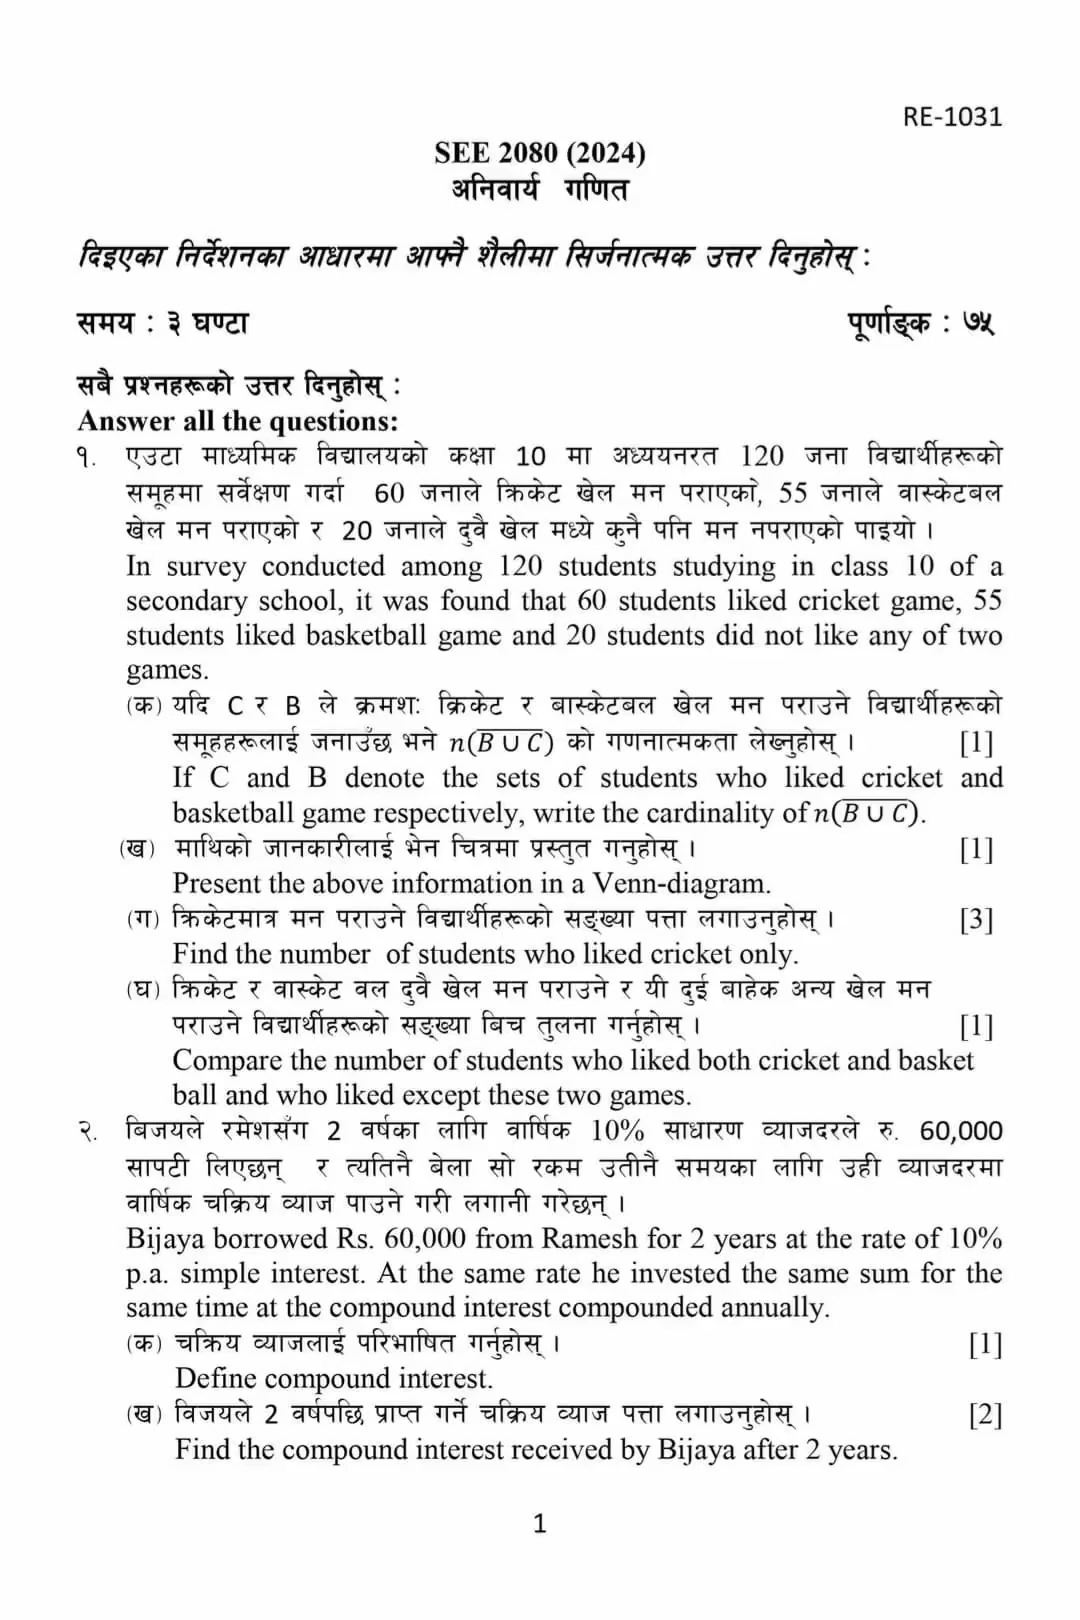 RE-1031
SEE 2080 (2024)
अनिवार्य गणित
दिइएका निर्देशनका आधारमा आफ्नै शैलीमा सिर्जनात्मक उत्तर दिनुहोस् :
समय : ३ घण्टा पूर्णाङ्क : ७५
सबै प्रश्नहरूको उत्तर दिनुहोस् :
Answer all the questions:
१. एउटा माध्यमिक विद्यालयको कक्षा 10 मा अध्ययनरत 120 जना विद्यार्थीहरूको
समूहमा सर्वेक्षण गर्दा 60 जनाले क्रिकेट खेल मन पराएको, 55 जनाले वास्केटबल
खेल मन पराएको र 20 जनाले दुवै खेल मध्ये कुनै पनि मन नपराएको पाइयो ।
In survey conducted among 120 students studying in class 10 of a
secondary school, it was found that 60 students liked cricket game, 55
students liked basketball game and 20 students did not like any of two
games.
(क) यदि C र B ले क्रमश: क्रिकेट र बास्केटबल खेल मन पराउने विद्यार्थीहरूको
समूहहरूलाई जनाउँछ भने n(\overline{B ∪ C}) को गणनात्मकता लेख्नुहोस् । [1]
If C and B denote the sets of students who liked cricket and
basketball game respectively, write the cardinality of n(\overline{B ∪ C}).
(ख) माथिको जानकारीलाई भेन चित्रमा प्रस्तुत गनुहोस् । [1]
Present the above information in a Venn-diagram.
(ग) क्रिकेटमात्र मन पराउने विद्यार्थीहरूको सङ्ख्या पत्ता लगाउनुहोस् । [3]
Find the number of students who liked cricket only.
(घ) क्रिकेट र वास्केट वल दुवै खेल मन पराउने र यी दुई बाहेक अन्य खेल मन
पराउने विद्यार्थीहरूको सङ्ख्या बिच तुलना गर्नुहोस् । [1]
Compare the number of students who liked both cricket and basket
ball and who liked except these two games.
२. बिजयले रमेशसँग 2 वर्षका लागि वार्षिक 10% साधारण व्याजदरले रु. 60,000
सापटी लिएछन् र त्यतिनै बेला सो रकम उतीनै समयका लागि उही व्याजदरमा
वार्षिक चक्रिय व्याज पाउने गरी लगानी गरेछन् ।
Bijaya borrowed Rs. 60,000 from Ramesh for 2 years at the rate of 10%
p.a. simple interest. At the same rate he invested the same sum for the
same time at the compound interest compounded annually.
(क) चक्रिय व्याजलाई परिभाषित गर्नुहोस् । [1]
Define compound interest.
(ख) विजयले 2 वर्षपछि प्राप्त गर्ने चक्रिय व्याज पत्ता लगाउनुहोस् । [2]
Find the compound interest received by Bijaya after 2 years.
1